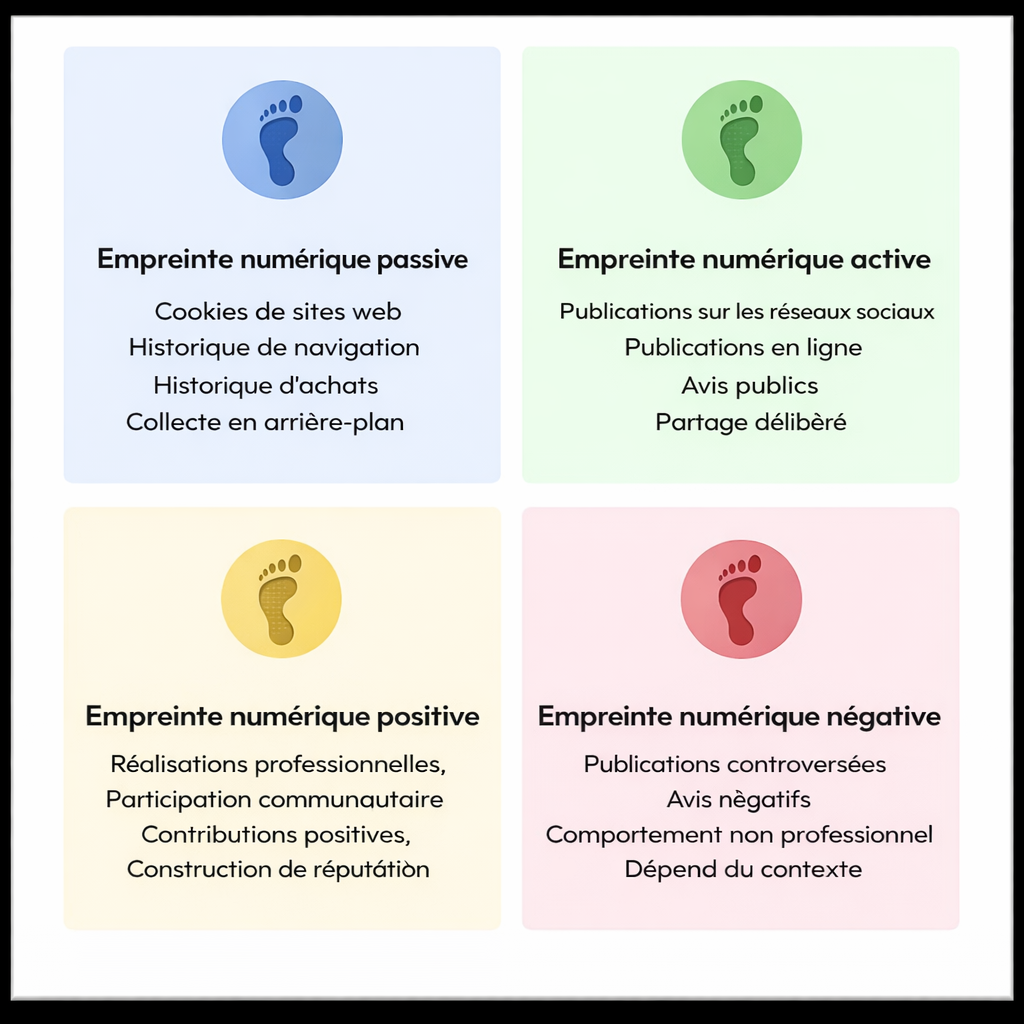 Empreinte numérique passive
Cookies de sites web
Historique de navigation
Historique d'achats
Collecte en arrière-plan
Empreinte numérique active
Publications sur les réseaux sociaux
Publications en ligne
Avis publics
Partage délibèré
Empreinte numérique positive
Réalisations professionnelles,
Participation communautaire
Contributions positives,
Construction de réputátiòn
Empreinte numérique négative
Publications controversées
Avis nègatifs
Comportement non professionnel
Dépend du contexte